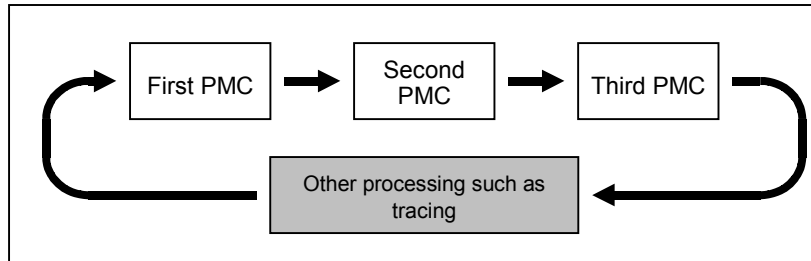 First PMC
Second
PMC
Third PMC
Other processing such as
tracing